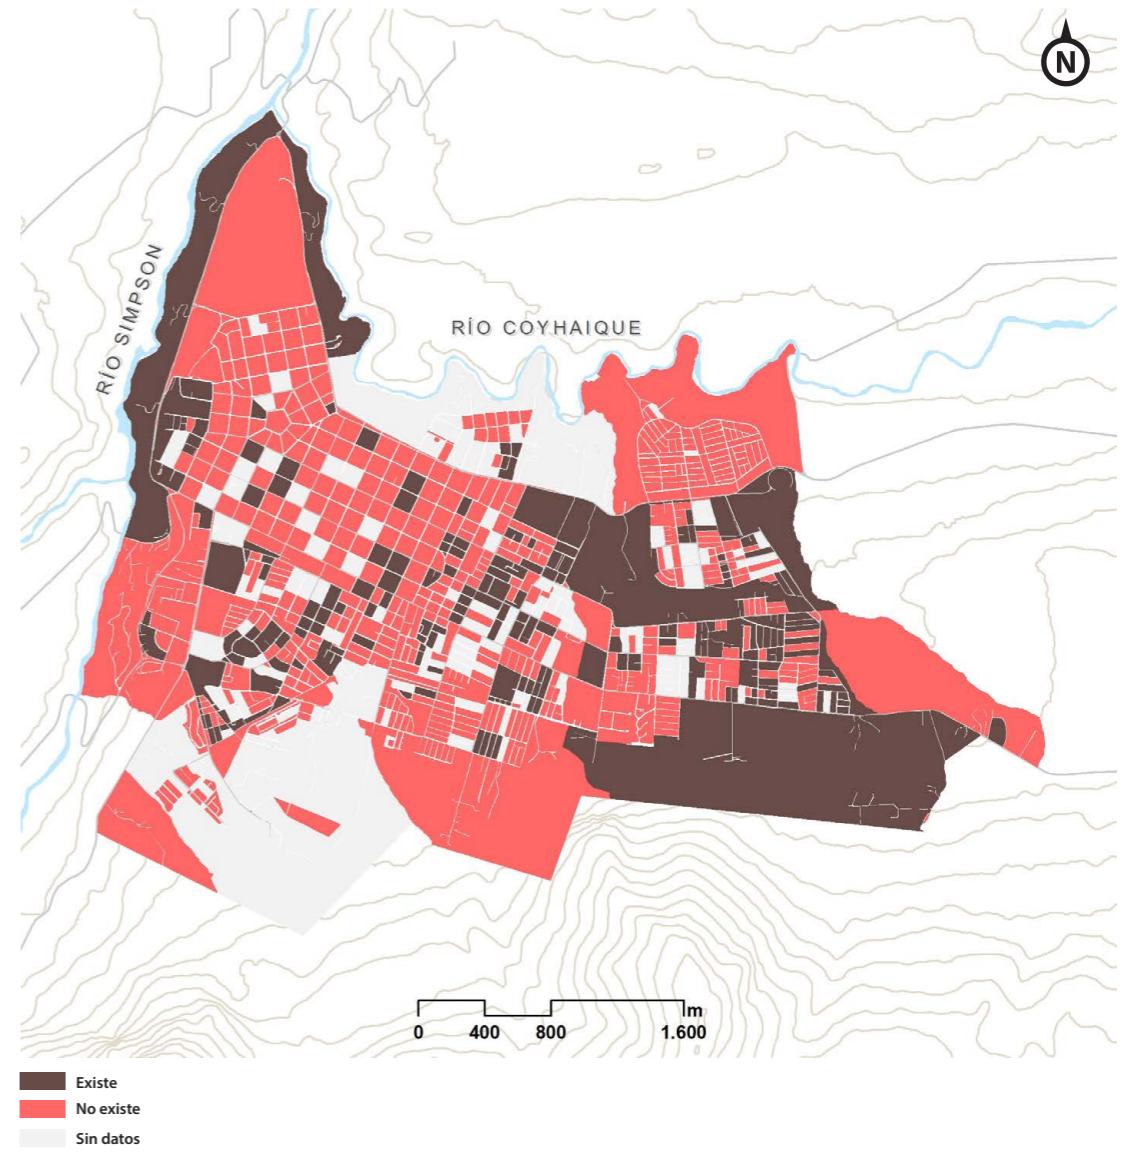 N
RÍO SIMPSON
RÍO COYHAIQUE
m
0 400 800 1.600
Existe
No existe
Sin datos